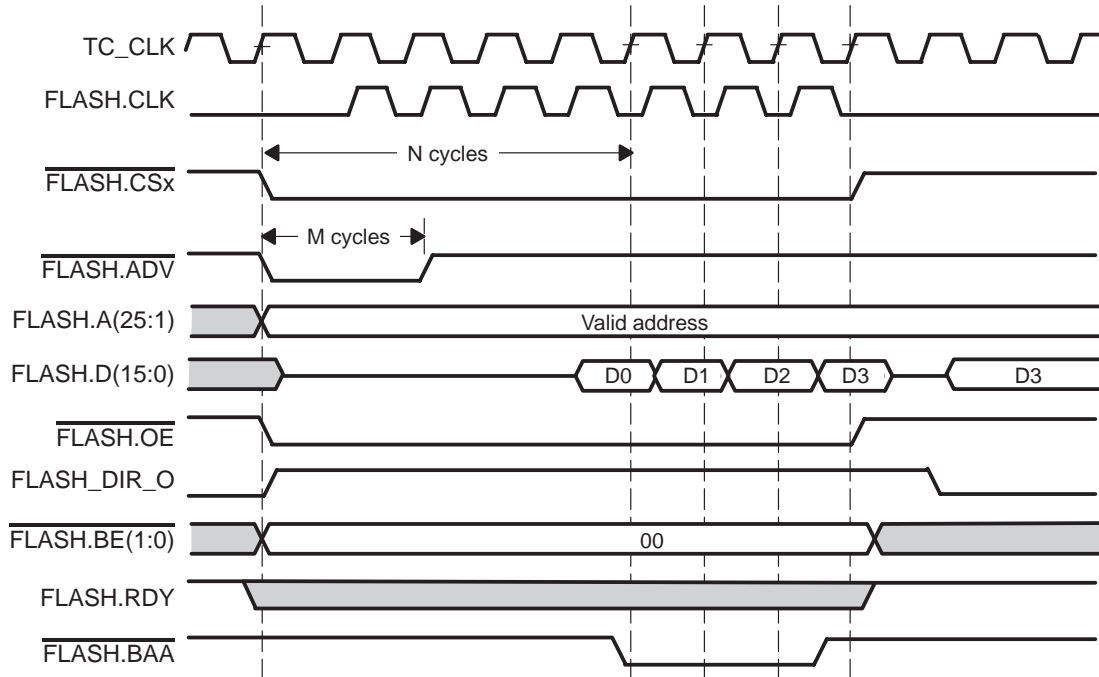 TC_CLK
FLASH.CLK
N cycles
FLASH.CSx
M cycles
FLASH.ADV
FLASH.A(25:1)
Valid address
FLASH.D(15:0)
D0 D1 D2 D3 D3
FLASH.OE
FLASH_DIR_O
FLASH.BE(1:0)
00
FLASH.RDY
FLASH.BAA